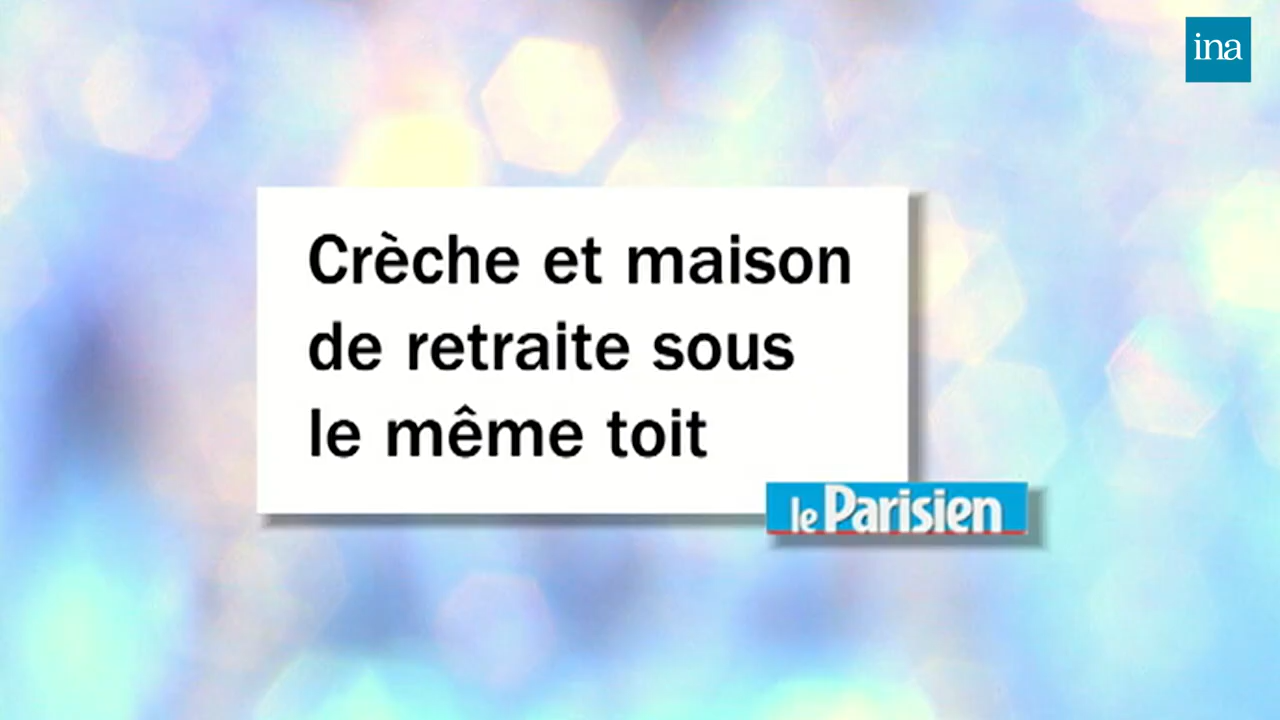 ina
Crèche et maison
de retraite sous
le même toit
le Parisien